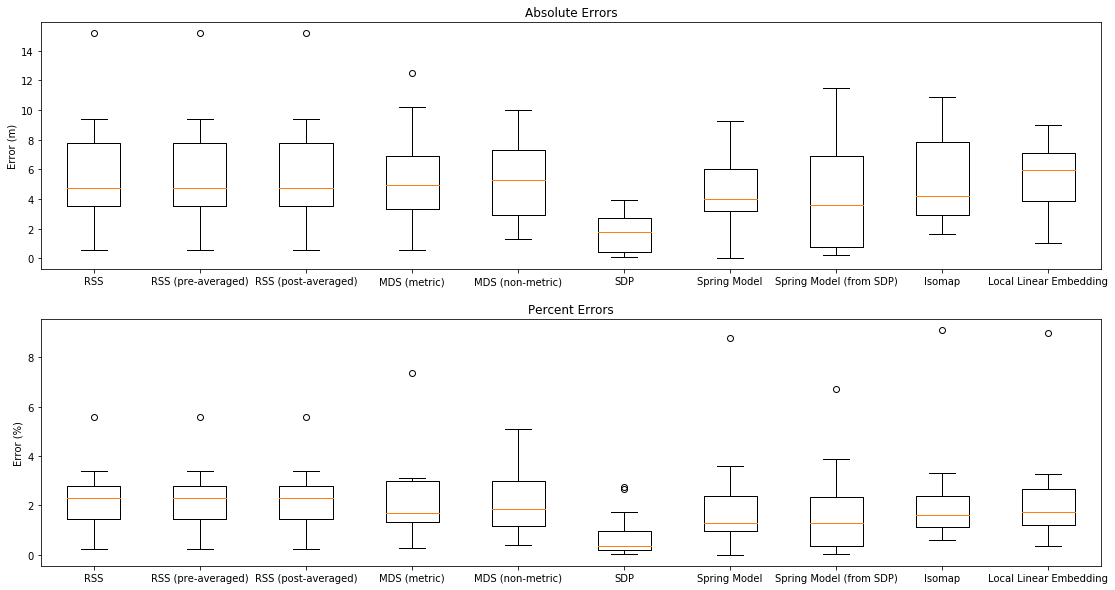 Absolute Errors
14
12
10
8
6
4
2
0
Error (m)
RSS RSS (pre-averaged) RSS (post-averaged) MDS (metric) MDS (non-metric) SDP Spring Model Spring Model (from SDP) Isomap Local Linear Embedding
Percent Errors
8
6
4
2
0
Error (%)
RSS RSS (pre-averaged) RSS (post-averaged) MDS (metric) MDS (non-metric) SDP Spring Model Spring Model (from SDP) Isomap Local Linear Embedding